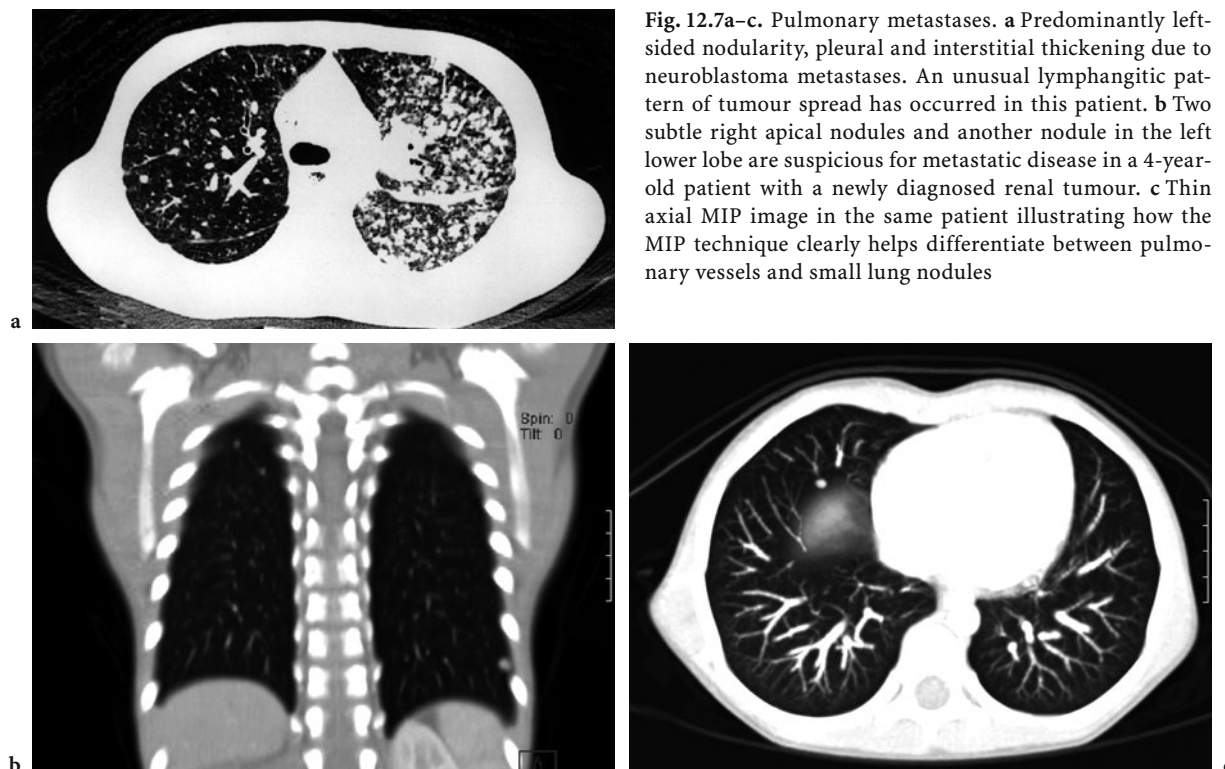 Fig. 12.7a–c. Pulmonary metastases. a Predominantly left-
sided nodularity, pleural and interstitial thickening due to
neuroblastoma metastases. An unusual lymphangitic pat-
tern of tumour spread has occurred in this patient. b Two
subtle right apical nodules and another nodule in the left
lower lobe are suspicious for metastatic disease in a 4-year-
old patient with a newly diagnosed renal tumour. c Thin
axial MIP image in the same patient illustrating how the
MIP technique clearly helps differentiate between pulmo-
nary vessels and small lung nodules
a
Spin: 0
Tilt: 0
A
b